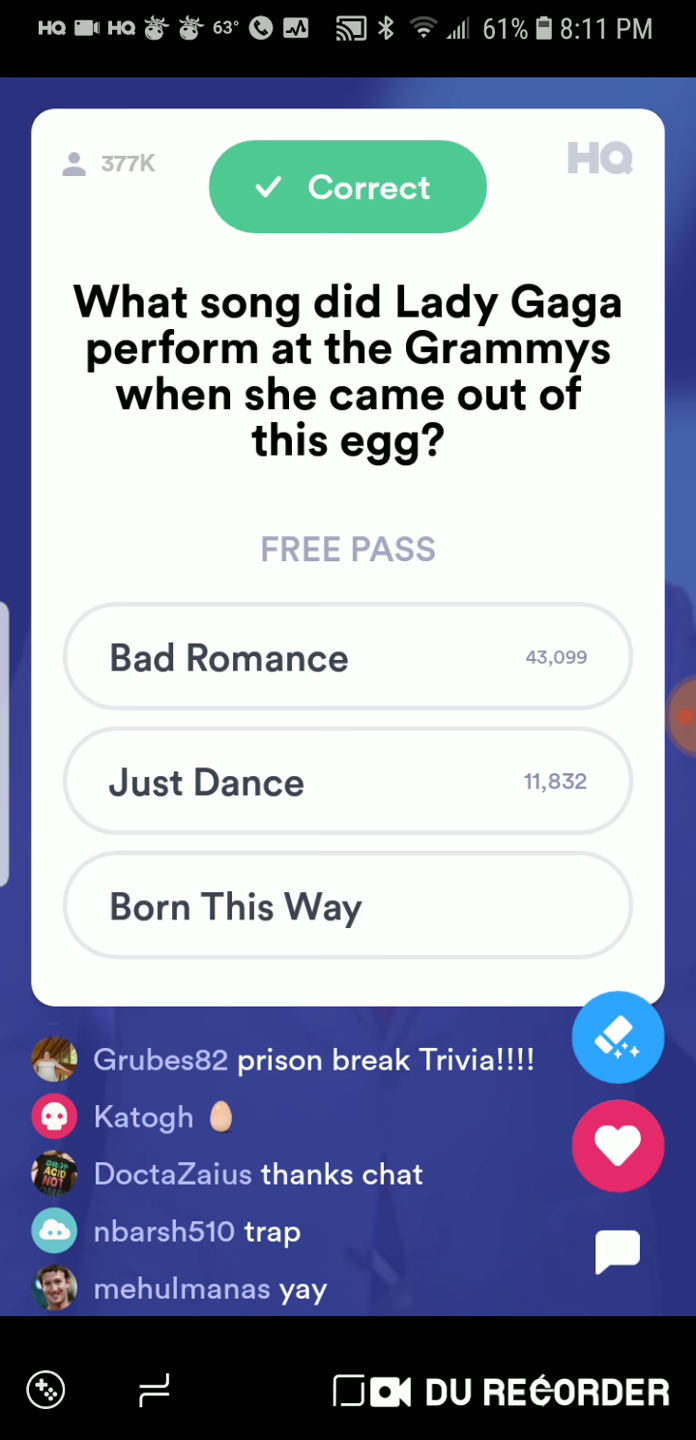 HQ HQ 63° 61% 8:11 PM
377K
✓ Correct
HQ
What song did Lady Gaga
perform at the Grammys
when she came out of
this egg?
FREE PASS
Bad Romance 43,099
Just Dance 11,832
Born This Way
Grubes82 prison break Trivia!!!!
Katogh 🥚
DoctaZaius thanks chat
nbarsh510 trap
mehulmanas yay
DU RECORDER